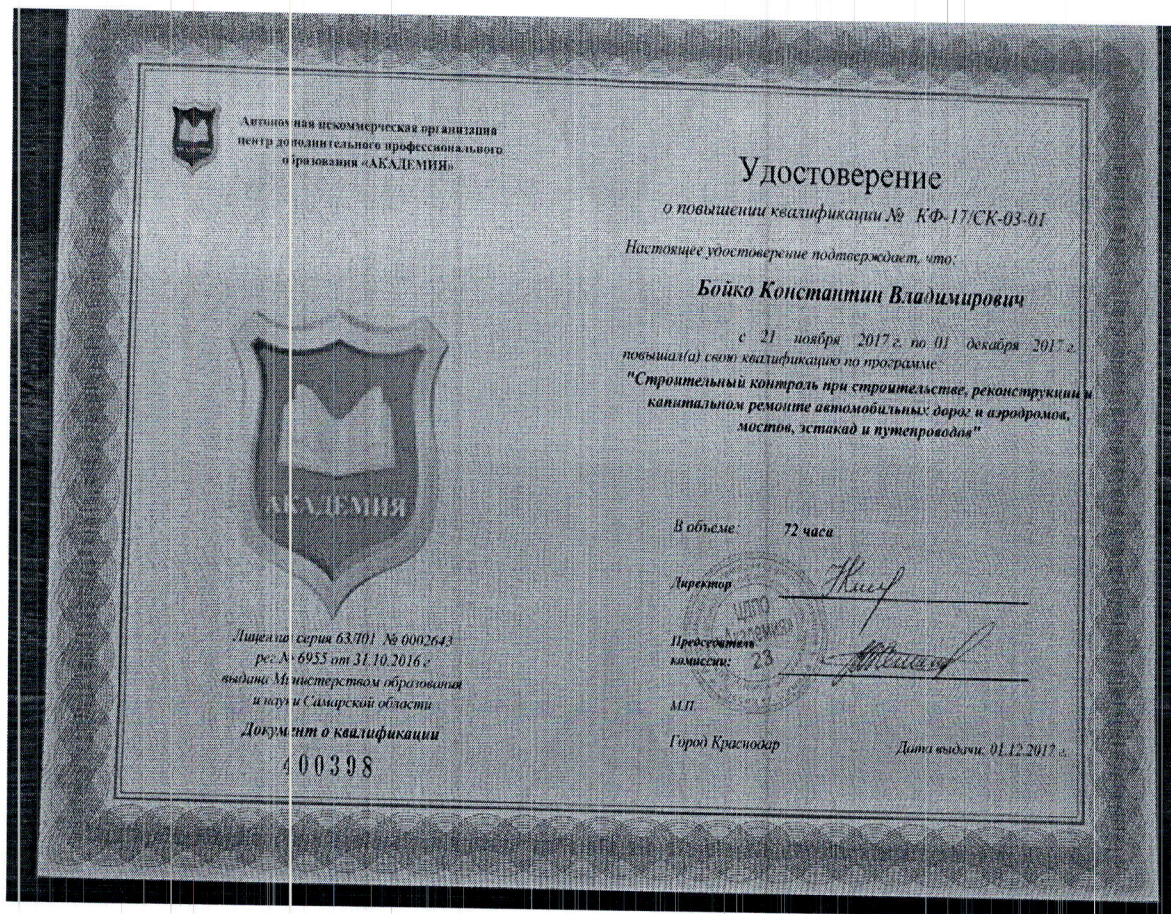 Автономная некоммерческая организация
центр дополнительного профессионального
образования «АКАДЕМИЯ»
АКАДЕМИЯ
Лицензия серия 63Л01 № 0002643
рег.№ 6955 от 31.10.2016 г
выдана Министерством образования
и науки Самарской области
Документ о квалификации
400398
Удостоверение
о повышении квалификации № КФ-17/СК-03-01
Настоящее удостоверение подтверждает, что:
Бойко Константин Владимирович
с 21 ноября 2017 г. по 01 декабря 2017 г.
повышал(а) свою квалификацию по программе:
"Строительный контроль при строительстве, реконструкции и
капитальном ремонте автомобильных дорог и аэродромов,
мостов, эстакад и путепроводов"
В объеме: 72 часа
Директор
ЦДПО
Академия
Председатель
комиссии: 23
М.П.
Город Краснодар
Дата выдачи: 01.12.2017 г.